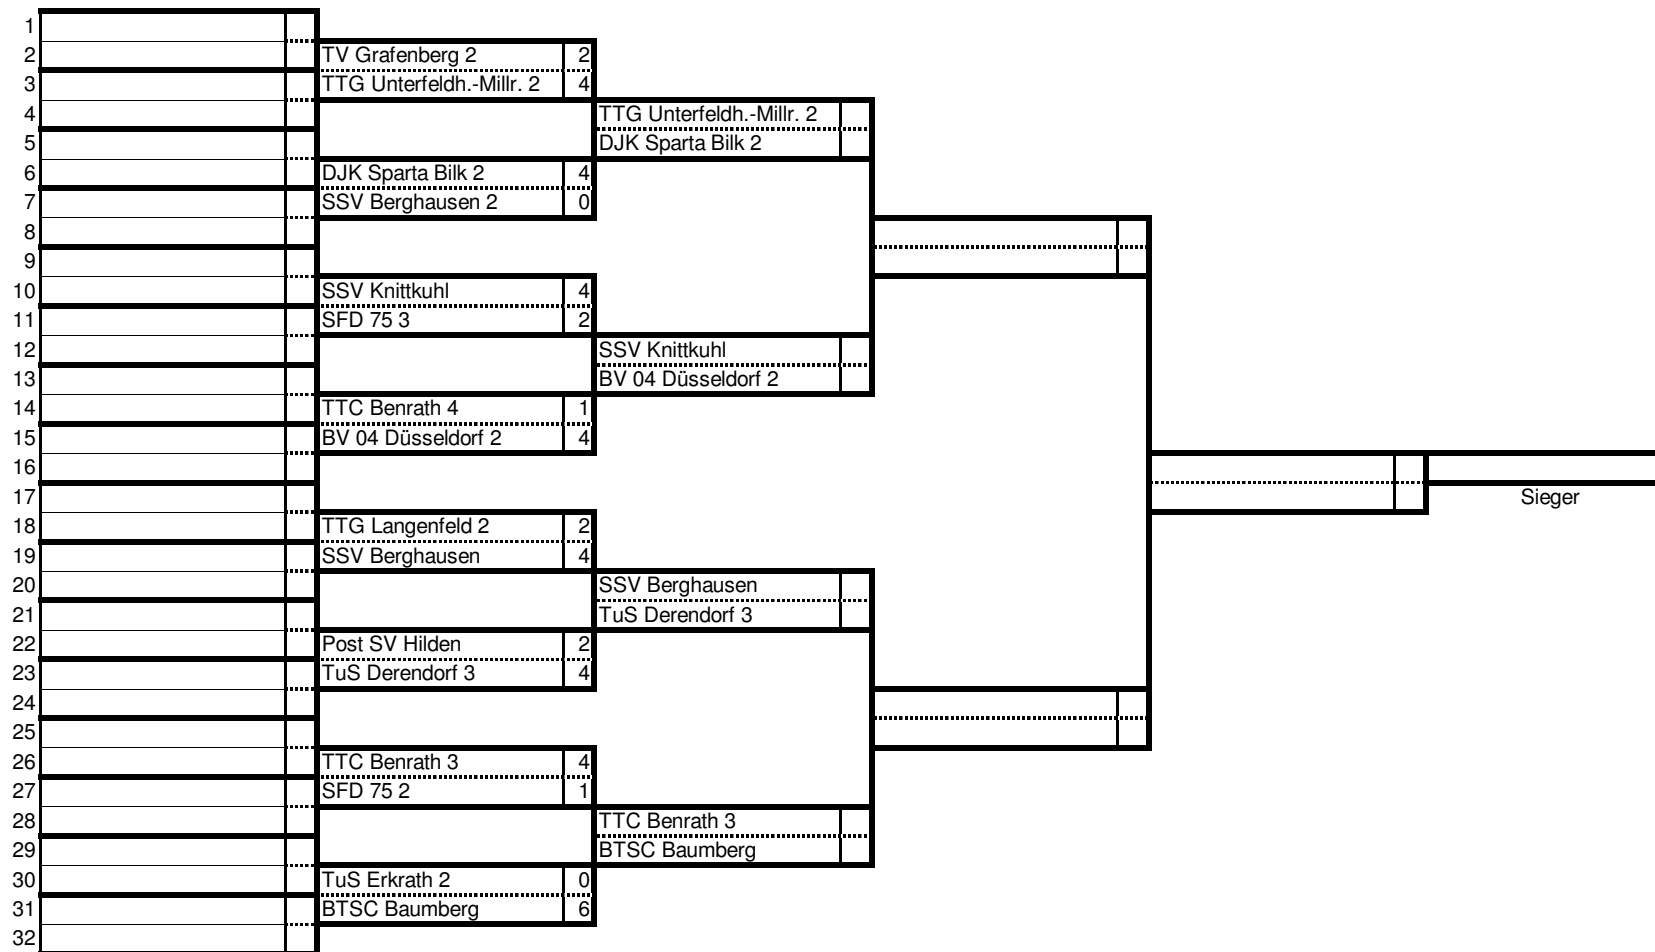 1
2 TV Grafenberg 2 2
3 TTG Unterfeldh.-Millr. 2 4
4 TTG Unterfeldh.-Millr. 2
5 DJK Sparta Bilk 2
6 DJK Sparta Bilk 2 4
7 SSV Berghausen 2 0
8
9
10 SSV Knittkuhl 4
11 SFD 75 3 2
12 SSV Knittkuhl
13 BV 04 Düsseldorf 2
14 TTC Benrath 4 1
15 BV 04 Düsseldorf 2 4
16
17 Sieger
18 TTG Langenfeld 2 2
19 SSV Berghausen 4
20 SSV Berghausen
21 TuS Derendorf 3
22 Post SV Hilden 2
23 TuS Derendorf 3 4
24
25
26 TTC Benrath 3 4
27 SFD 75 2 1
28 TTC Benrath 3
29 BTSC Baumberg
30 TuS Erkrath 2 0
31 BTSC Baumberg 6
32